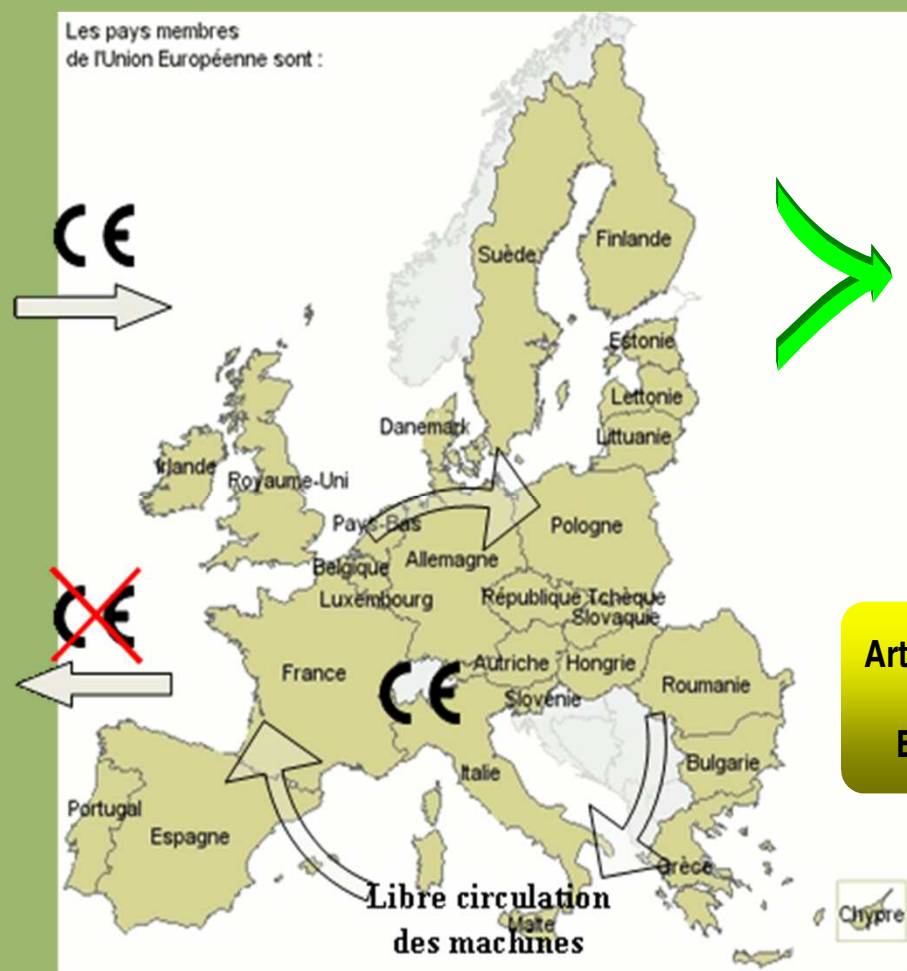 Les pays membres
de l'Union Européenne sont :
CE
Suède
Finlande
Estonie
Lettonie
Danemark
Littuanie
Irlande
Royaume-Uni
Pays-Bas
Pologne
Belgique
Allemagne
Luxembourg
République Tchèque
Slovaquie
CE
France
Autriche
Hongrie
Roumanie
CE
Slovénie
Bulgarie
Italie
Portugal
Espagne
Grèce
Libre circulation
des machines
Malte
Chypre
Art
E